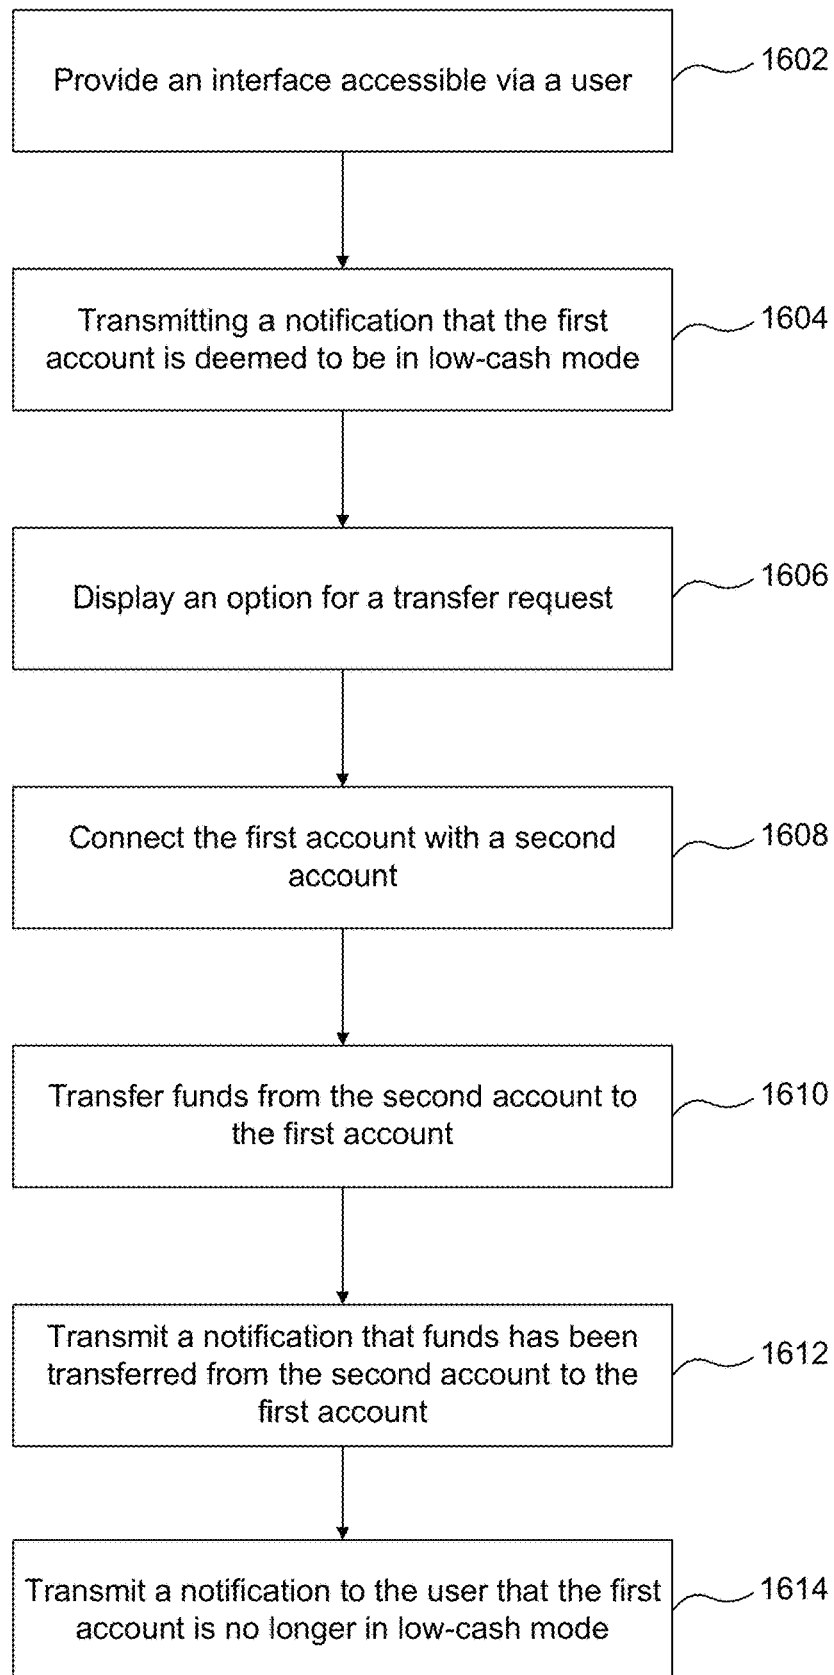 Provide an interface accessible via a user
1602
Transmitting a notification that the first
account is deemed to be in low-cash mode
1604
Display an option for a transfer request
1606
Connect the first account with a second
account
1608
Transfer funds from the second account to
the first account
1610
Transmit a notification that funds has been
transferred from the second account to the
first account
1612
Transmit a notification to the user that the first
account is no longer in low-cash mode
1614